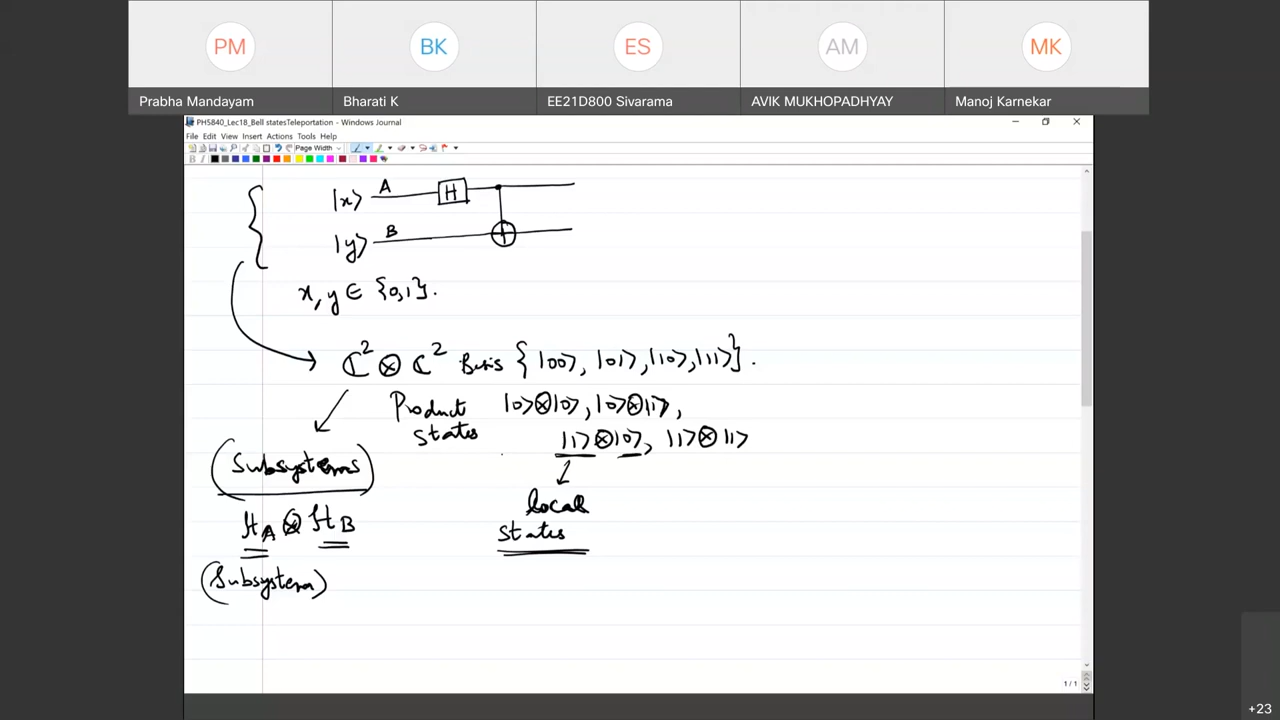 PM BK ES AM MK
Prabha Mandayam Bharati K EE21D800 Sivarama AVIK MUKHOPADHYAY Manoj Karnekar
PH5840_Lec18_Bell statesTeleportation - Windows Journal
File Edit View Insert Actions Tools Help
Page Width
B I
|x⟩ A H
|y⟩ B
x, y ∈ {0,1}.
ℂ² ⊗ ℂ² Basis { |00⟩, |01⟩, |10⟩, |11⟩ }.
Product |0⟩⊗|0⟩, |0⟩⊗|1⟩,
states |1⟩⊗|0⟩, |1⟩⊗|1⟩
(Subsystems)
local
H_A ⊗ H_B states
(Subsystem)
1 / 1
+23